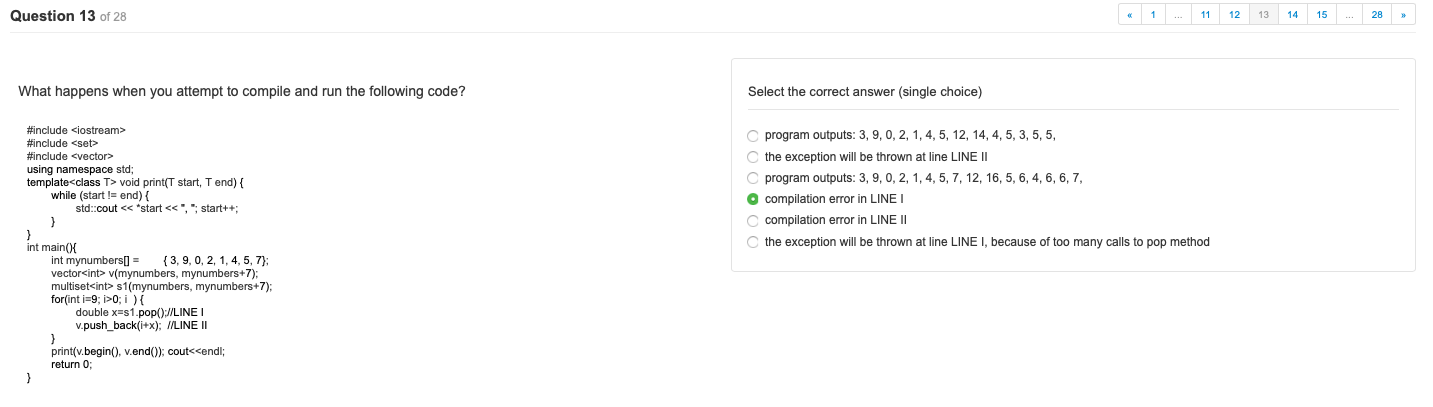 Question 13 of 28
« 1 ... 11 12 13 14 15 ... 28 »
What happens when you attempt to compile and run the following code?
#include <iostream>
#include <set>
#include <vector>
using namespace std;
template<class T> void print(T start, T end) {
while (start != end) {
std::cout << *start << ", "; start++;
}
}
int main(){
int mynumbers[] = { 3, 9, 0, 2, 1, 4, 5, 7};
vector<int> v(mynumbers, mynumbers+7);
multiset<int> s1(mynumbers, mynumbers+7);
for(int i=9; i>0; i ) {
double x=s1.pop();//LINE I
v.push_back(i+x); //LINE II
}
print(v.begin(), v.end()); cout<<endl;
return 0;
}
Select the correct answer (single choice)
program outputs: 3, 9, 0, 2, 1, 4, 5, 12, 14, 4, 5, 3, 5, 5,
the exception will be thrown at line LINE II
program outputs: 3, 9, 0, 2, 1, 4, 5, 7, 12, 16, 5, 6, 4, 6, 6, 7,
compilation error in LINE I
compilation error in LINE II
the exception will be thrown at line LINE I, because of too many calls to pop method